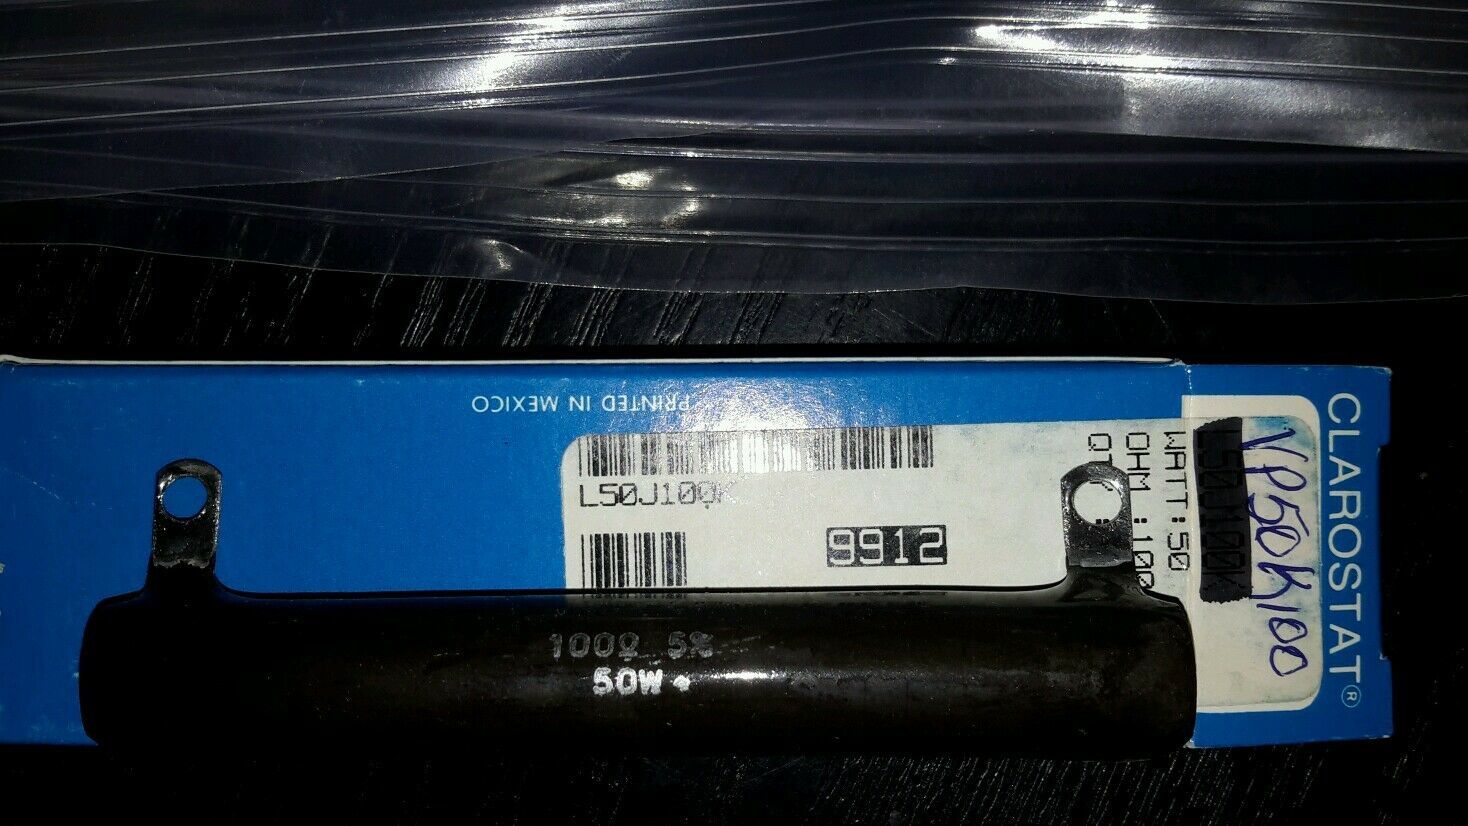 PRINTED IN MEXICO
L50J100K
9912
WATT:50
OHM :100
L50J100K
VP50K100
CLAROSTAT®
100Ω 5%
50W